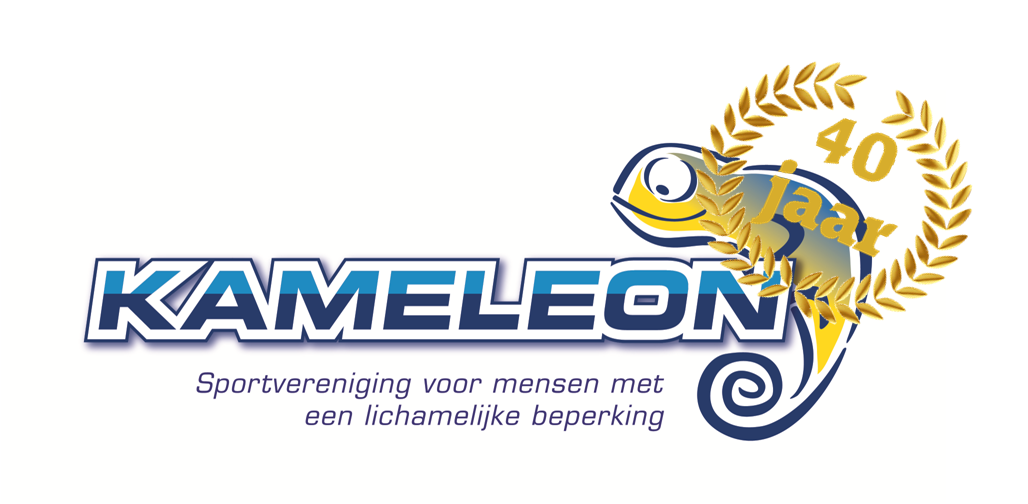 40
jaar
KAMELEON
Sportvereniging voor mensen met
een lichamelijke beperking